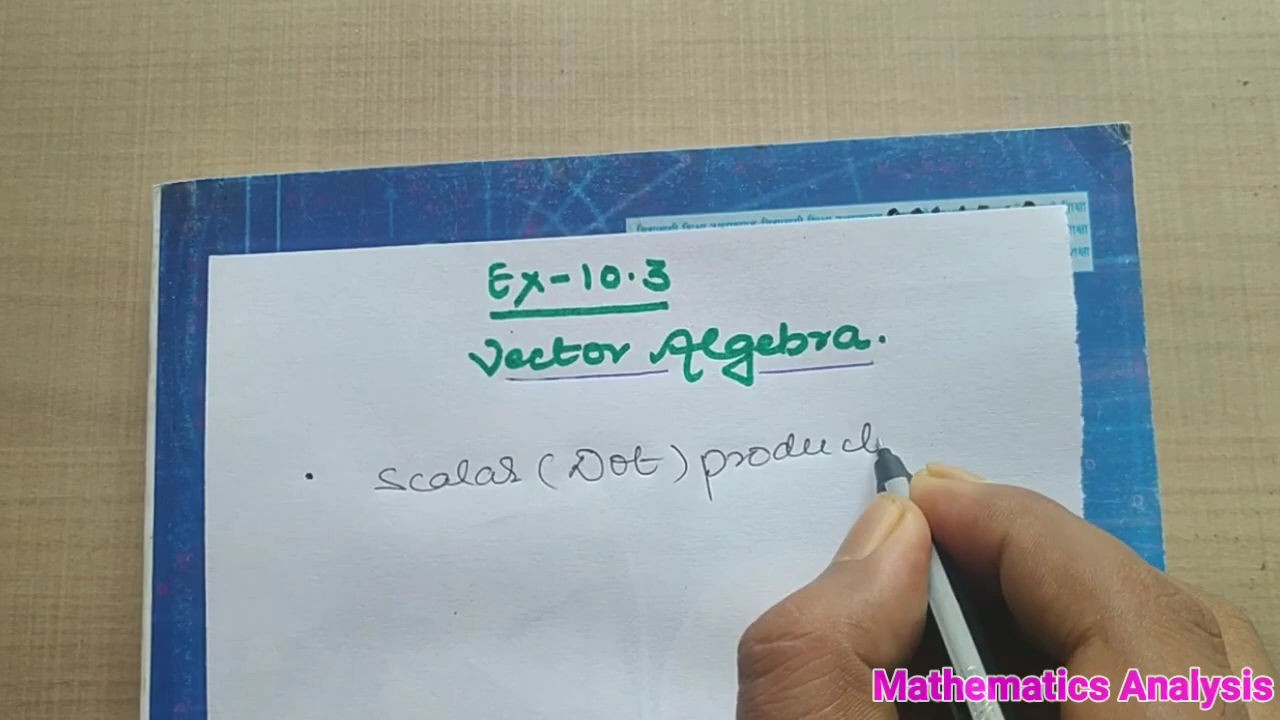 शिक्षा
शिक्षा
शिक्षा
Ex-10.3
Vector Algebra.
• scalar (Dot) product
Mathematics Analysis